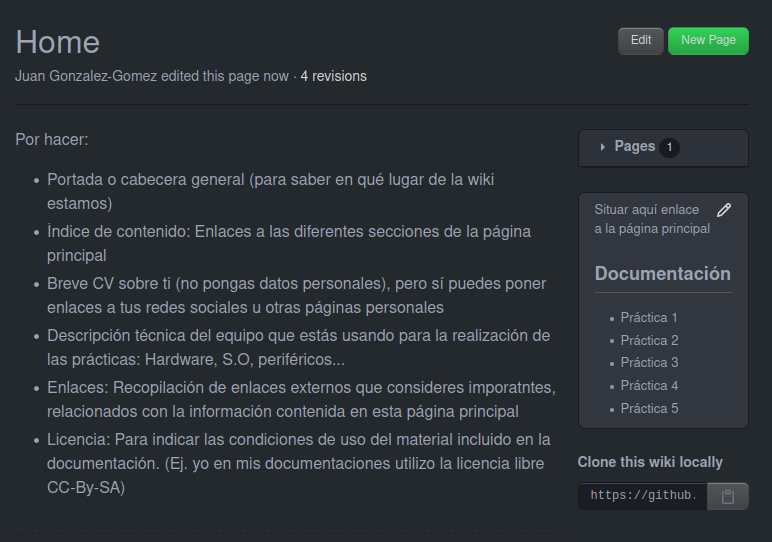 Home
Edit
New Page
Juan Gonzalez-Gomez edited this page now · 4 revisions
Por hacer:
• Portada o cabecera general (para saber en qué lugar de la wiki
estamos)
• Índice de contenido: Enlaces a las diferentes secciones de la página
principal
• Breve CV sobre ti (no pongas datos personales), pero sí puedes poner
enlaces a tus redes sociales u otras páginas personales
• Descripción técnica del equipo que estás usando para la realización de
las prácticas: Hardware, S.O, periféricos...
• Enlaces: Recopilación de enlaces externos que consideres imporatntes,
relacionados con la información contenida en esta página principal
• Licencia: Para indicar las condiciones de uso del material incluido en la
documentación. (Ej. yo en mis documentaciones utilizo la licencia libre
CC-By-SA)
Pages 1
Situar aquí enlace
a la página principal
Documentación
• Práctica 1
• Práctica 2
• Práctica 3
• Práctica 4
• Práctica 5
Clone this wiki locally
https://github.